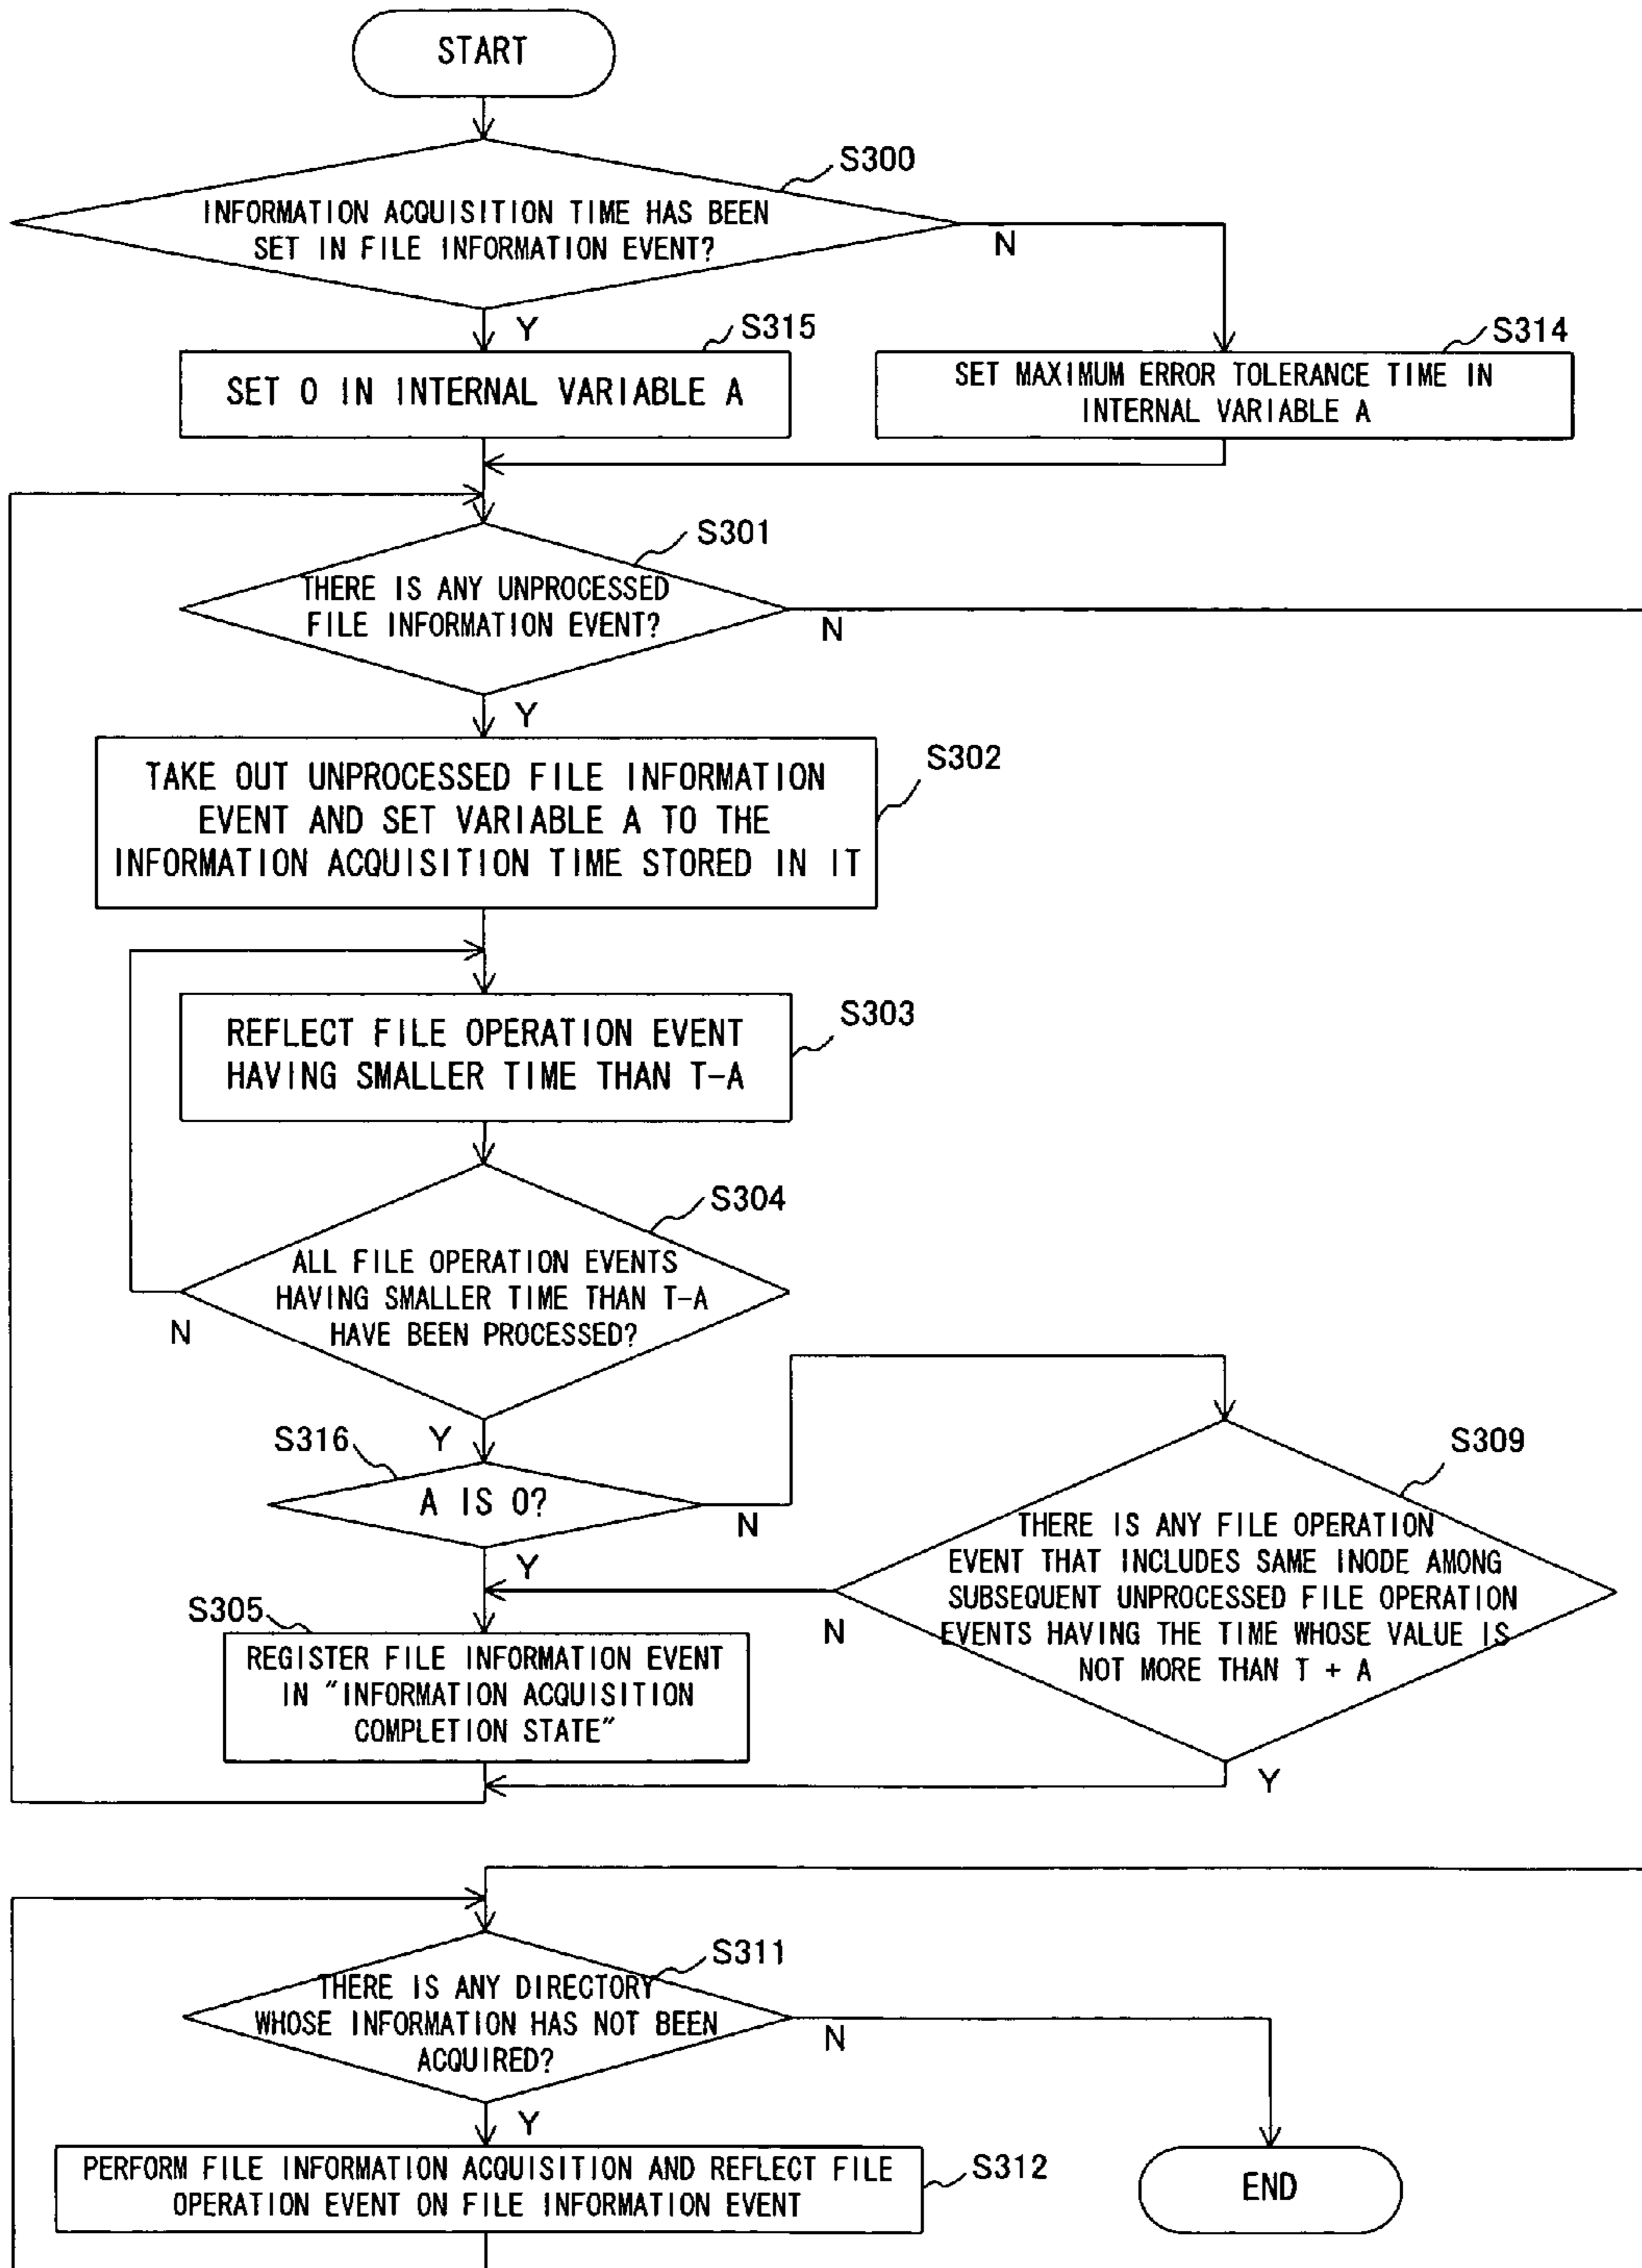 START
S300
INFORMATION ACQUISITION TIME HAS BEEN
SET IN FILE INFORMATION EVENT?
N
Y
S315
SET 0 IN INTERNAL VARIABLE A
S314
SET MAXIMUM ERROR TOLERANCE TIME IN
INTERNAL VARIABLE A
S301
THERE IS ANY UNPROCESSED
FILE INFORMATION EVENT?
N
Y
S302
TAKE OUT UNPROCESSED FILE INFORMATION
EVENT AND SET VARIABLE A TO THE
INFORMATION ACQUISITION TIME STORED IN IT
S303
REFLECT FILE OPERATION EVENT
HAVING SMALLER TIME THAN T-A
S304
ALL FILE OPERATION EVENTS
HAVING SMALLER TIME THAN T-A
HAVE BEEN PROCESSED?
N
Y
S316
A IS 0?
N
Y
S309
THERE IS ANY FILE OPERATION
EVENT THAT INCLUDES SAME INODE AMONG
SUBSEQUENT UNPROCESSED FILE OPERATION
EVENTS HAVING THE TIME WHOSE VALUE IS
NOT MORE THAN T + A
N
Y
S305
REGISTER FILE INFORMATION EVENT
IN "INFORMATION ACQUISITION
COMPLETION STATE"
S311
THERE IS ANY DIRECTORY
WHOSE INFORMATION HAS NOT BEEN
ACQUIRED?
N
Y
S312
PERFORM FILE INFORMATION ACQUISITION AND REFLECT FILE
OPERATION EVENT ON FILE INFORMATION EVENT
END